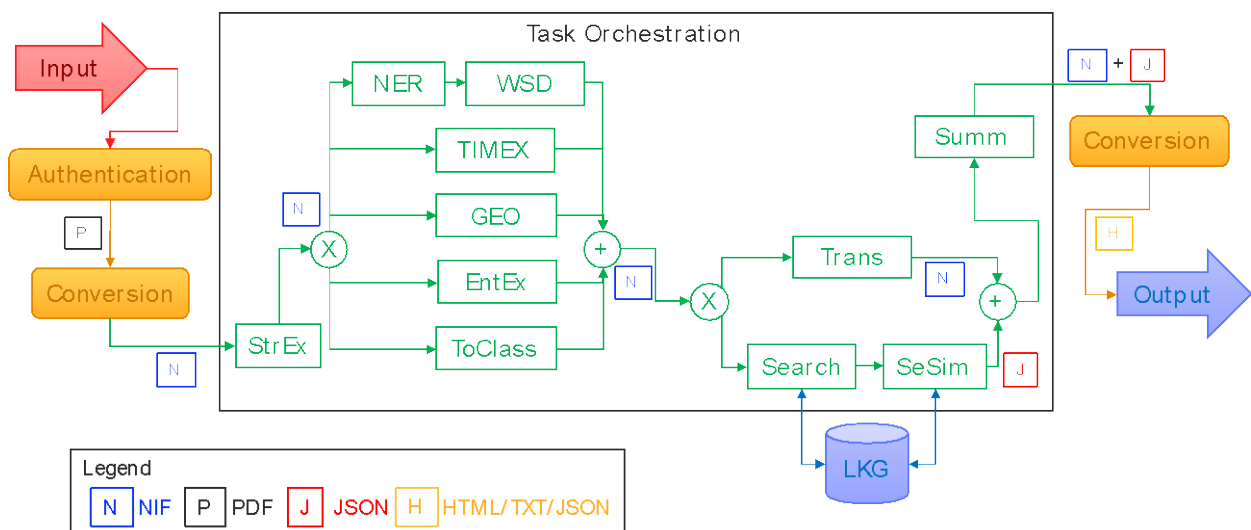 Task Orchestration
Input
NER
WSD
N + J
TIMEX
Summ
Conversion
Authentication
N
GEO
P
H
X
+
Trans
N
N
Conversion
EntEx
X
+
Output
StrEx
ToClass
Search
SeSim
J
N
LKG
Legend
N NIF P PDF J JSON H HTML/TXT/JSON